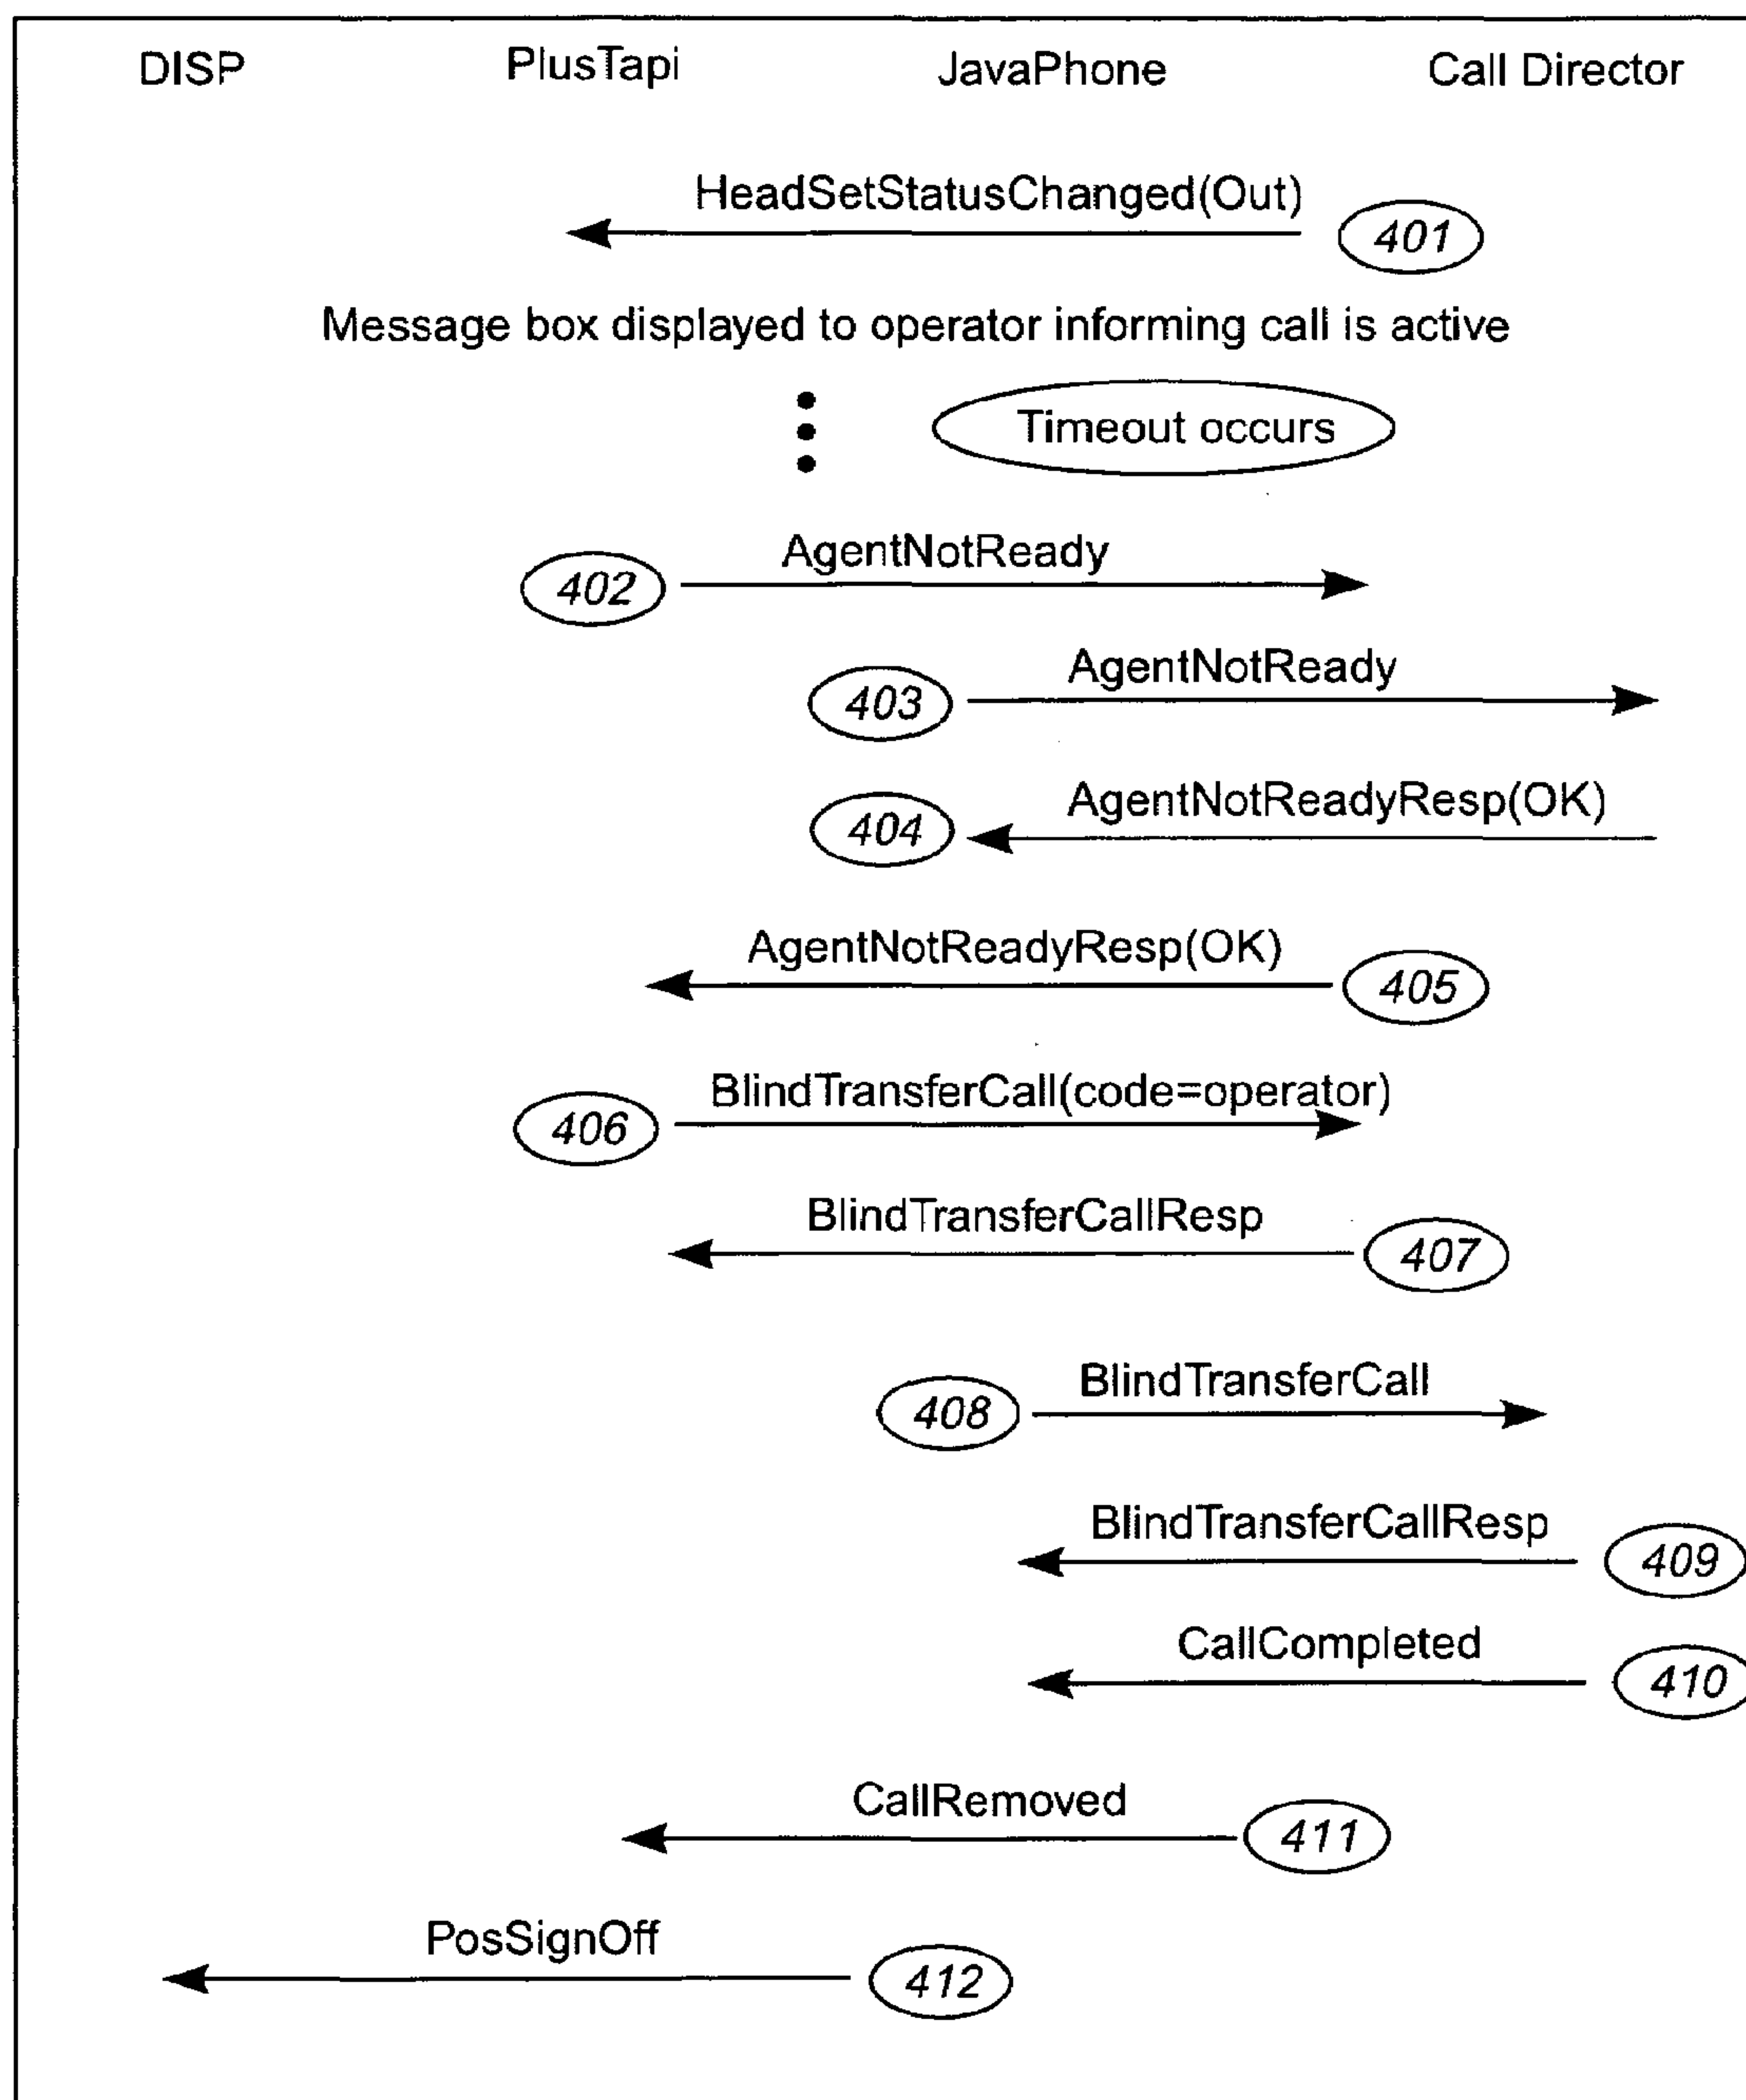 DISP PlusTapi JavaPhone Call Director
HeadSetStatusChanged(Out)
401
Message box displayed to operator informing call is active
Timeout occurs
AgentNotReady
402
AgentNotReady
403
AgentNotReadyResp(OK)
404
AgentNotReadyResp(OK)
405
BlindTransferCall(code=operator)
406
BlindTransferCallResp
407
BlindTransferCall
408
BlindTransferCallResp
409
CallCompleted
410
CallRemoved
411
PosSignOff
412